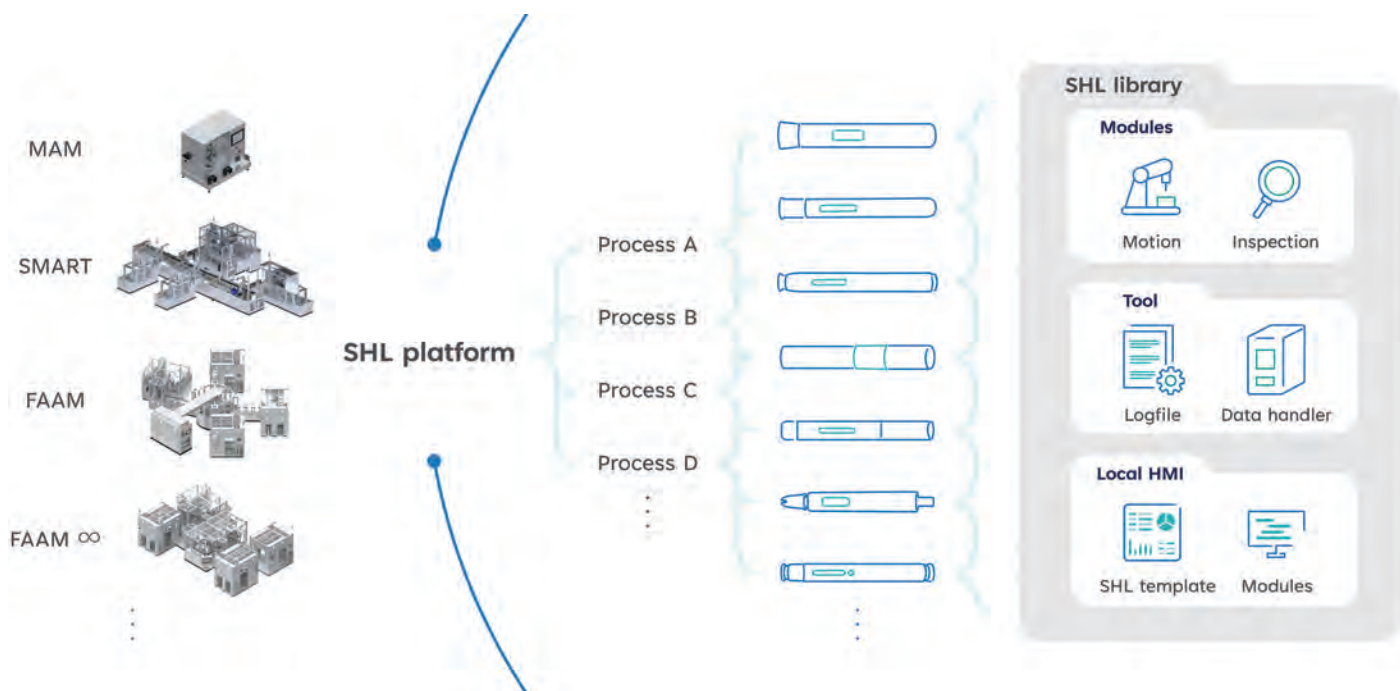 MAM
SMART
FAAM
FAAM ∞
SHL platform
Process A
Process B
Process C
Process D
SHL library
Modules
Motion
Inspection
Tool
Logfile
Data handler
Local HMI
SHL template
Modules